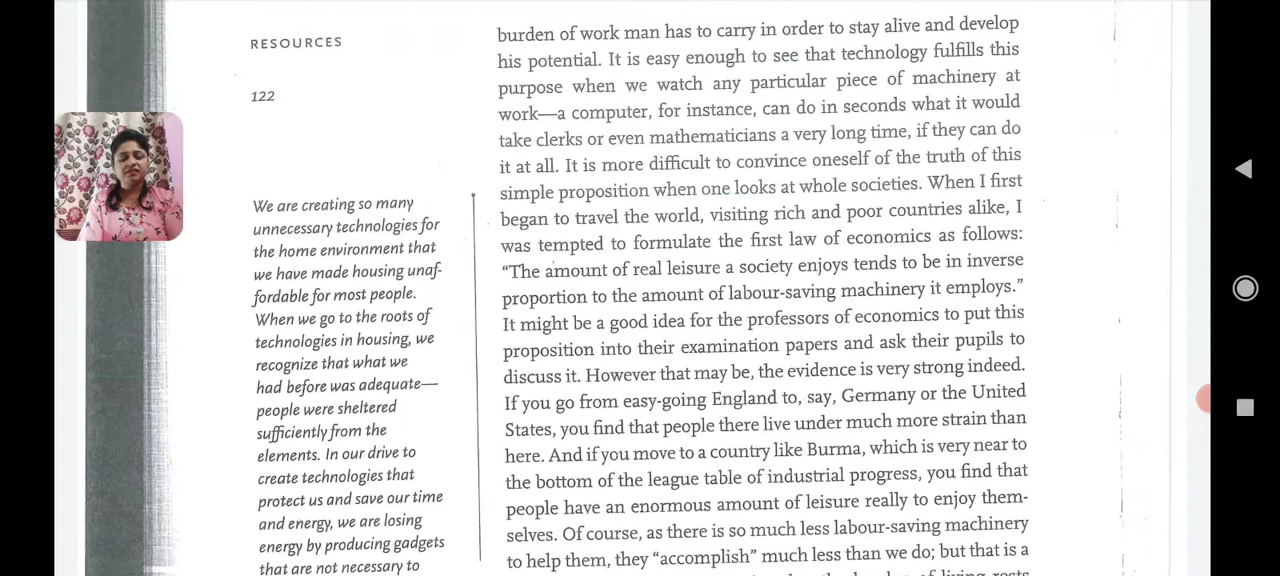 RESOURCES
122
We are creating so many
unnecessary technologies for
the home environment that
we have made housing unaf-
fordable for most people.
When we go to the roots of
technologies in housing, we
recognize that what we
had before was adequate—
people were sheltered
sufficiently from the
elements. In our drive to
create technologies that
protect us and save our time
and energy, we are losing
energy by producing gadgets
that are not necessary to
burden of work man has to carry in order to stay alive and develop
his potential. It is easy enough to see that technology fulfills this
purpose when we watch any particular piece of machinery at
work—a computer, for instance, can do in seconds what it would
take clerks or even mathematicians a very long time, if they can do
it at all. It is more difficult to convince oneself of the truth of this
simple proposition when one looks at whole societies. When I first
began to travel the world, visiting rich and poor countries alike, I
was tempted to formulate the first law of economics as follows:
“The amount of real leisure a society enjoys tends to be in inverse
proportion to the amount of labour-saving machinery it employs.”
It might be a good idea for the professors of economics to put this
proposition into their examination papers and ask their pupils to
discuss it. However that may be, the evidence is very strong indeed.
If you go from easy-going England to, say, Germany or the United
States, you find that people there live under much more strain than
here. And if you move to a country like Burma, which is very near to
the bottom of the league table of industrial progress, you find that
people have an enormous amount of leisure really to enjoy them-
selves. Of course, as there is so much less labour-saving machinery
to help them, they “accomplish” much less than we do; but that is a
of living rests